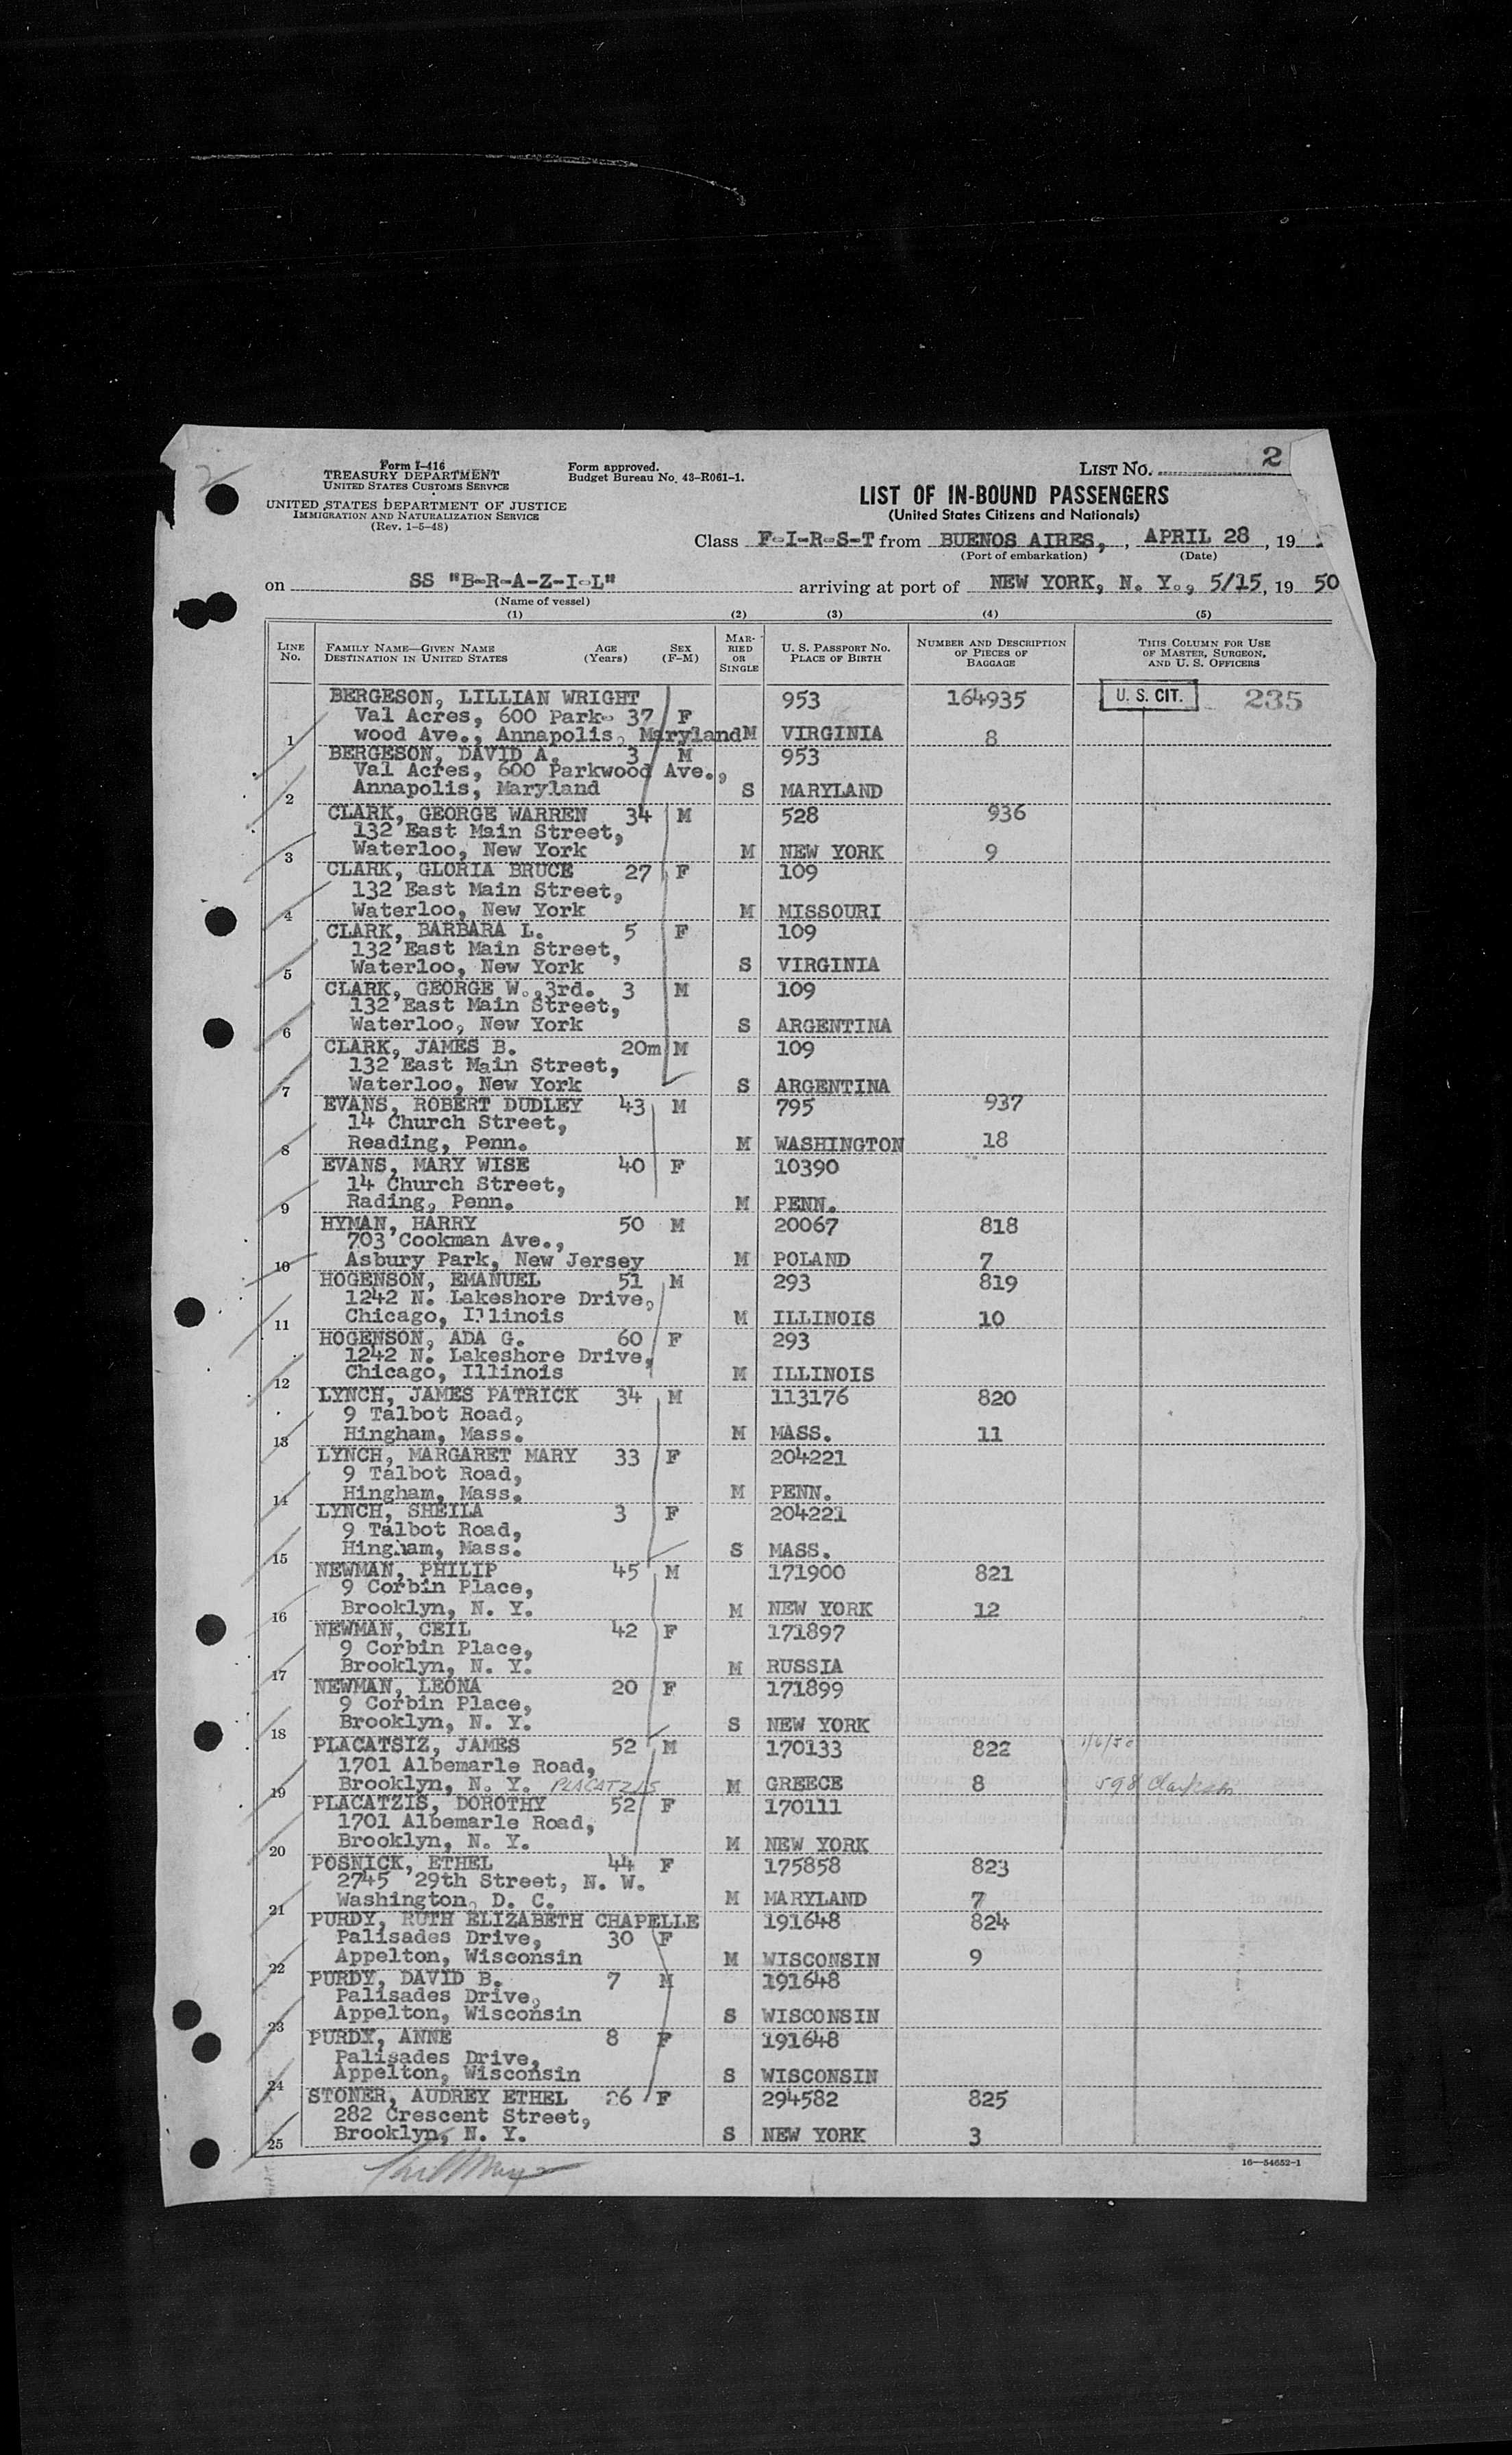 2
Form I-416
TREASURY DEPARTMENT
UNITED STATES CUSTOMS SERVICE
UNITED STATES DEPARTMENT OF JUSTICE
IMMIGRATION AND NATURALIZATION SERVICE
(Rev. 1-5-48)
Form approved.
Budget Bureau No. 43-R061-1.
LIST NO. 2
LIST OF IN-BOUND PASSENGERS
(United States Citizens and Nationals)
Class F-I-R-S-T from BUENOS AIRES, , APRIL 28 , 19
(Port of embarkation) (Date)
on SS "B-R-A-Z-I-L" arriving at port of NEW YORK, N. Y., 5/15, 19 50
(Name of vessel)
(1) (2) (3) (4) (5)
LINE No. FAMILY NAME—GIVEN NAME DESTINATION IN UNITED STATES AGE (Years) SEX (F-M) MARRIED OR SINGLE U. S. PASSPORT NO. PLACE OF BIRTH NUMBER AND DESCRIPTION OF PIECES OF BAGGAGE THIS COLUMN FOR USE OF MASTER, SURGEON, AND U. S. OFFICERS
BERGESON, LILLIAN WRIGHT 953 164935 U. S. CIT. 235
Val Acres, 600 Park- 37 F
1 wood Ave., Annapolis, Maryland M VIRGINIA 8
BERGESON, DAVID A. 3 M 953
Val Acres, 600 Parkwood Ave.,
2 Annapolis, Maryland S MARYLAND
CLARK, GEORGE WARREN 34 M 528 936
132 East Main Street,
3 Waterloo, New York M NEW YORK 9
CLARK, GLORIA BRUCE 27 F 109
132 East Main Street,
4 Waterloo, New York M MISSOURI
CLARK, BARBARA L. 5 F 109
132 East Main Street,
5 Waterloo, New York S VIRGINIA
CLARK, GEORGE W.,3rd. 3 M 109
132 East Main Street,
6 Waterloo, New York S ARGENTINA
CLARK, JAMES B. 20m M 109
132 East Main Street,
7 Waterloo, New York S ARGENTINA
EVANS, ROBERT DUDLEY 43 M 795 937
14 Church Street,
8 Reading, Penn. M WASHINGTON 18
EVANS, MARY WISE 40 F 10390
14 Church Street,
9 Rading, Penn. M PENN.
HYMAN, HARRY 50 M 20067 818
703 Cookman Ave.,
10 Asbury Park, New Jersey M POLAND 7
HOGENSON, EMANUEL 51 M 293 819
1242 N. Lakeshore Drive,
11 Chicago, Illinois M ILLINOIS 10
HOGENSON, ADA G. 60 F 293
1242 N. Lakeshore Drive,
12 Chicago, Illinois M ILLINOIS
LYNCH, JAMES PATRICK 34 M 113176 820
9 Talbot Road,
13 Hingham, Mass. M MASS. 11
LYNCH, MARGARET MARY 33 F 204221
9 Talbot Road,
14 Hingham, Mass. M PENN.
LYNCH, SHEILA 3 F 204221
9 Talbot Road,
15 Hingham, Mass. S MASS.
NEWMAN, PHILIP 45 M 171900 821
9 Corbin Place,
16 Brooklyn, N. Y. M NEW YORK 12
NEWMAN, CEIL 42 F 171897
9 Corbin Place,
17 Brooklyn, N. Y. M RUSSIA
NEWMAN, LEONA 20 F 171899
9 Corbin Place,
18 Brooklyn, N. Y. S NEW YORK
PLACATSIZ, JAMES 52 M 170133 822
1701 Albemarle Road,
19 Brooklyn, N. Y. PLACATZIS M GREECE 8 598
PLACATZIS, DOROTHY 52 F 170111
1701 Albemarle Road,
20 Brooklyn, N. Y. M NEW YORK
POSNICK, ETHEL 44 F 175858 823
2745 29th Street, N. W.
21 Washington, D. C. M MARYLAND 7
PURDY, RUTH ELIZABETH CHAPELLE 191648 824
Palisades Drive, 30 F
22 Appelton, Wisconsin M WISCONSIN 9
PURDY, DAVID B. 7 M 191648
Palisades Drive,
23 Appelton, Wisconsin S WISCONSIN
PURDY, ANNE 8 F 191648
Palisades Drive,
24 Appelton, Wisconsin S WISCONSIN
STONER, AUDREY ETHEL 26 F 294582 825
282 Crescent Street,
25 Brooklyn, N. Y. S NEW YORK 3
16—54652-1